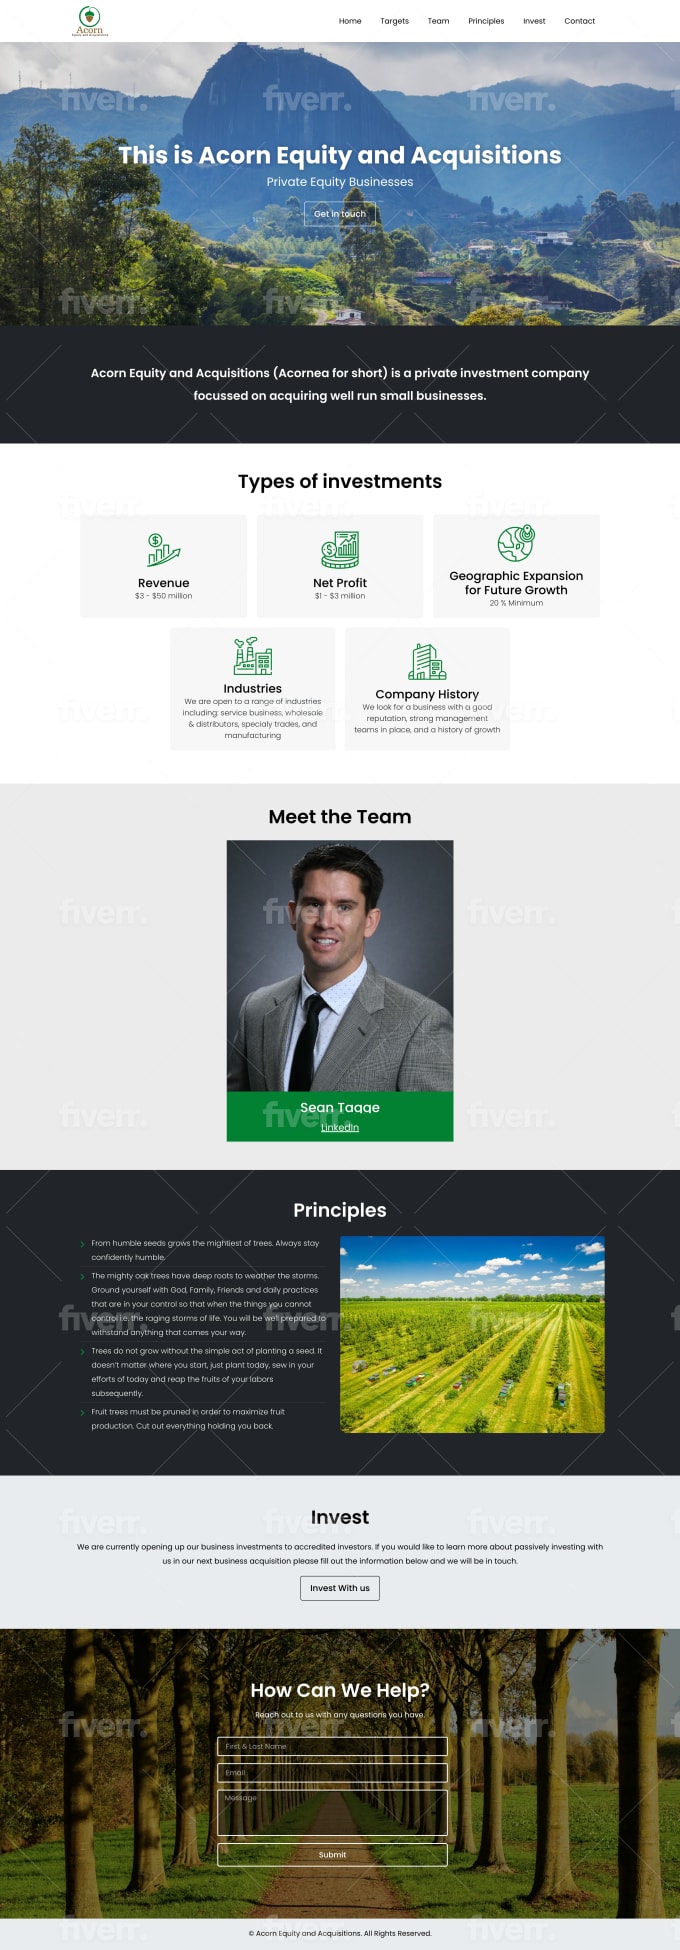 Acorn
Equity and Acquisitions
Home Targets Team Principles Invest Contact
This is Acorn Equity and Acquisitions
Private Equity Businesses
Get in touch
Acorn Equity and Acquisitions (Acornea for short) is a private investment company
focussed on acquiring well run small businesses.
Types of investments
Revenue
$3 - $50 million
Net Profit
$1 - $3 million
Geographic Expansion
for Future Growth
20 % Minimum
Industries
We are open to a range of industries
including: service business, wholesale
& distributors, specialy trades, and
manufacturing
Company History
We look for a business with a good
reputation, strong management
teams in place, and a history of growth
Meet the Team
Sean Tagge
LinkedIn
Principles
From humble seeds grows the mightiest of trees. Always stay
confidently humble.
The mighty oak trees have deep roots to weather the storms.
Ground yourself with God, Family, Friends and daily practices
that are in your control so that when the things you cannot
control i.e. the raging storms of life. You will be well prepared to
withstand anything that comes your way.
Trees do not grow without the simple act of planting a seed. It
doesn't matter where you start, just plant today, sew in your
efforts of today and reap the fruits of your labors
subsequently.
Fruit trees must be pruned in order to maximize fruit
production. Cut out everything holding you back.
Invest
We are currently opening up our business investments to accredited investors. If you would like to learn more about passively investing with
us in our next business acquisition please fill out the information below and we will be in touch.
Invest With us
How Can We Help?
Reach out to us with any questions you have.
First & Last Name
Email
Message
Submit
© Acorn Equity and Acquisitions. All Rights Reserved.
fiverr.